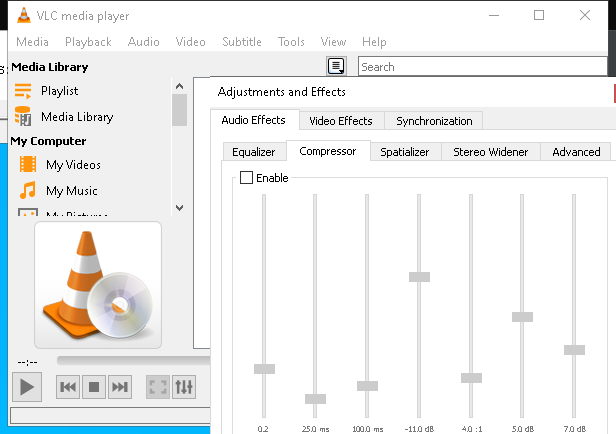 VLC media player
Media Playback Audio Video Subtitle Tools View Help
Media Library
Search
Playlist
Media Library
My Computer
My Videos
My Music
My Pictures
--:--
Adjustments and Effects
Audio Effects Video Effects Synchronization
Equalizer Compressor Spatializer Stereo Widener Advanced
Enable
0.2 25.0 ms 100.0 ms -11.0 dB 4.0 :1 5.0 dB 7.0 dB